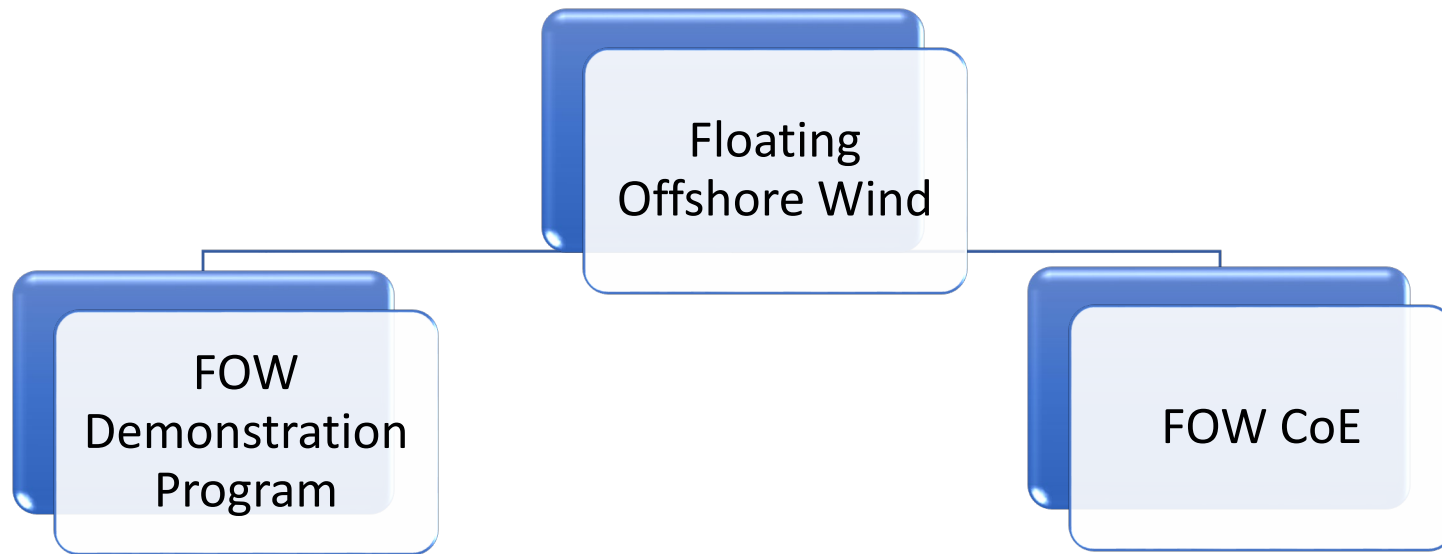 Floating
Offshore Wind
FOW
Demonstration
Program
FOW CoE